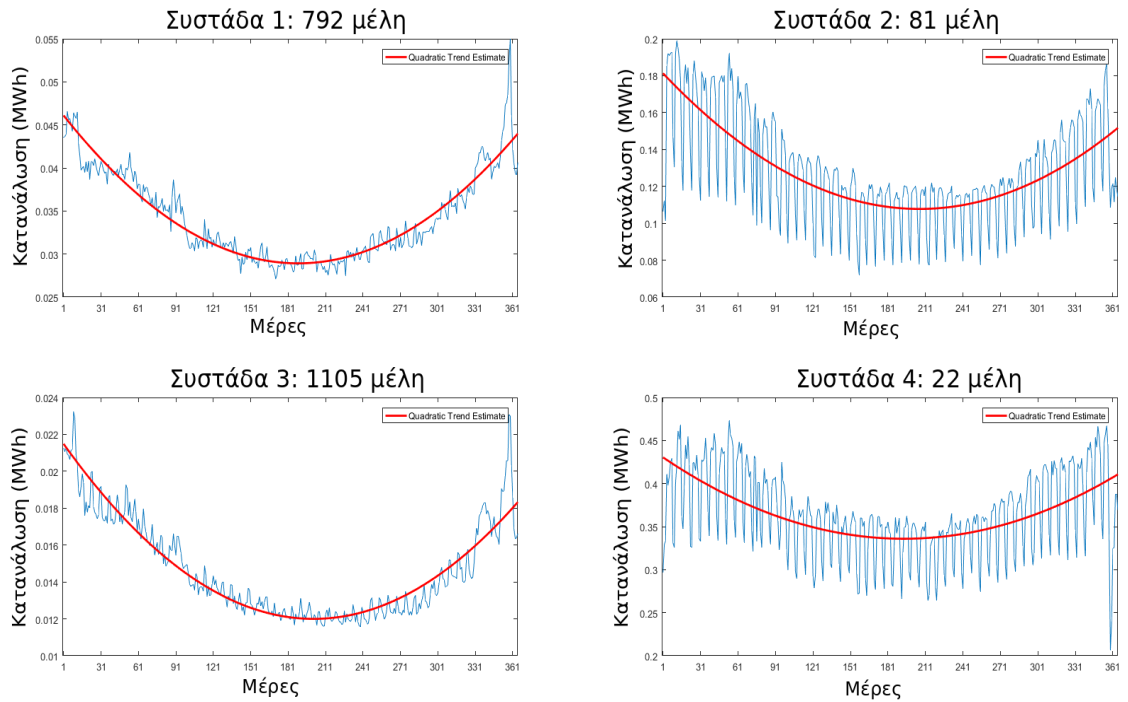 Συστάδα 1: 792 μέλη
Κατανάλωση (MWh)
0.055
0.05
0.045
0.04
0.035
0.03
0.025
Quadratic Trend Estimate
1 31 61 91 121 151 181 211 241 271 301 331 361
Μέρες
Συστάδα 2: 81 μέλη
Κατανάλωση (MWh)
0.2
0.18
0.16
0.14
0.12
0.1
0.08
0.06
Quadratic Trend Estimate
1 31 61 91 121 151 181 211 241 271 301 331 361
Μέρες
Συστάδα 3: 1105 μέλη
Κατανάλωση (MWh)
0.024
0.022
0.02
0.018
0.016
0.014
0.012
0.01
Quadratic Trend Estimate
1 31 61 91 121 151 181 211 241 271 301 331 361
Μέρες
Συστάδα 4: 22 μέλη
Κατανάλωση (MWh)
0.5
0.45
0.4
0.35
0.3
0.25
0.2
Quadratic Trend Estimate
1 31 61 91 121 151 181 211 241 271 301 331 361
Μέρες